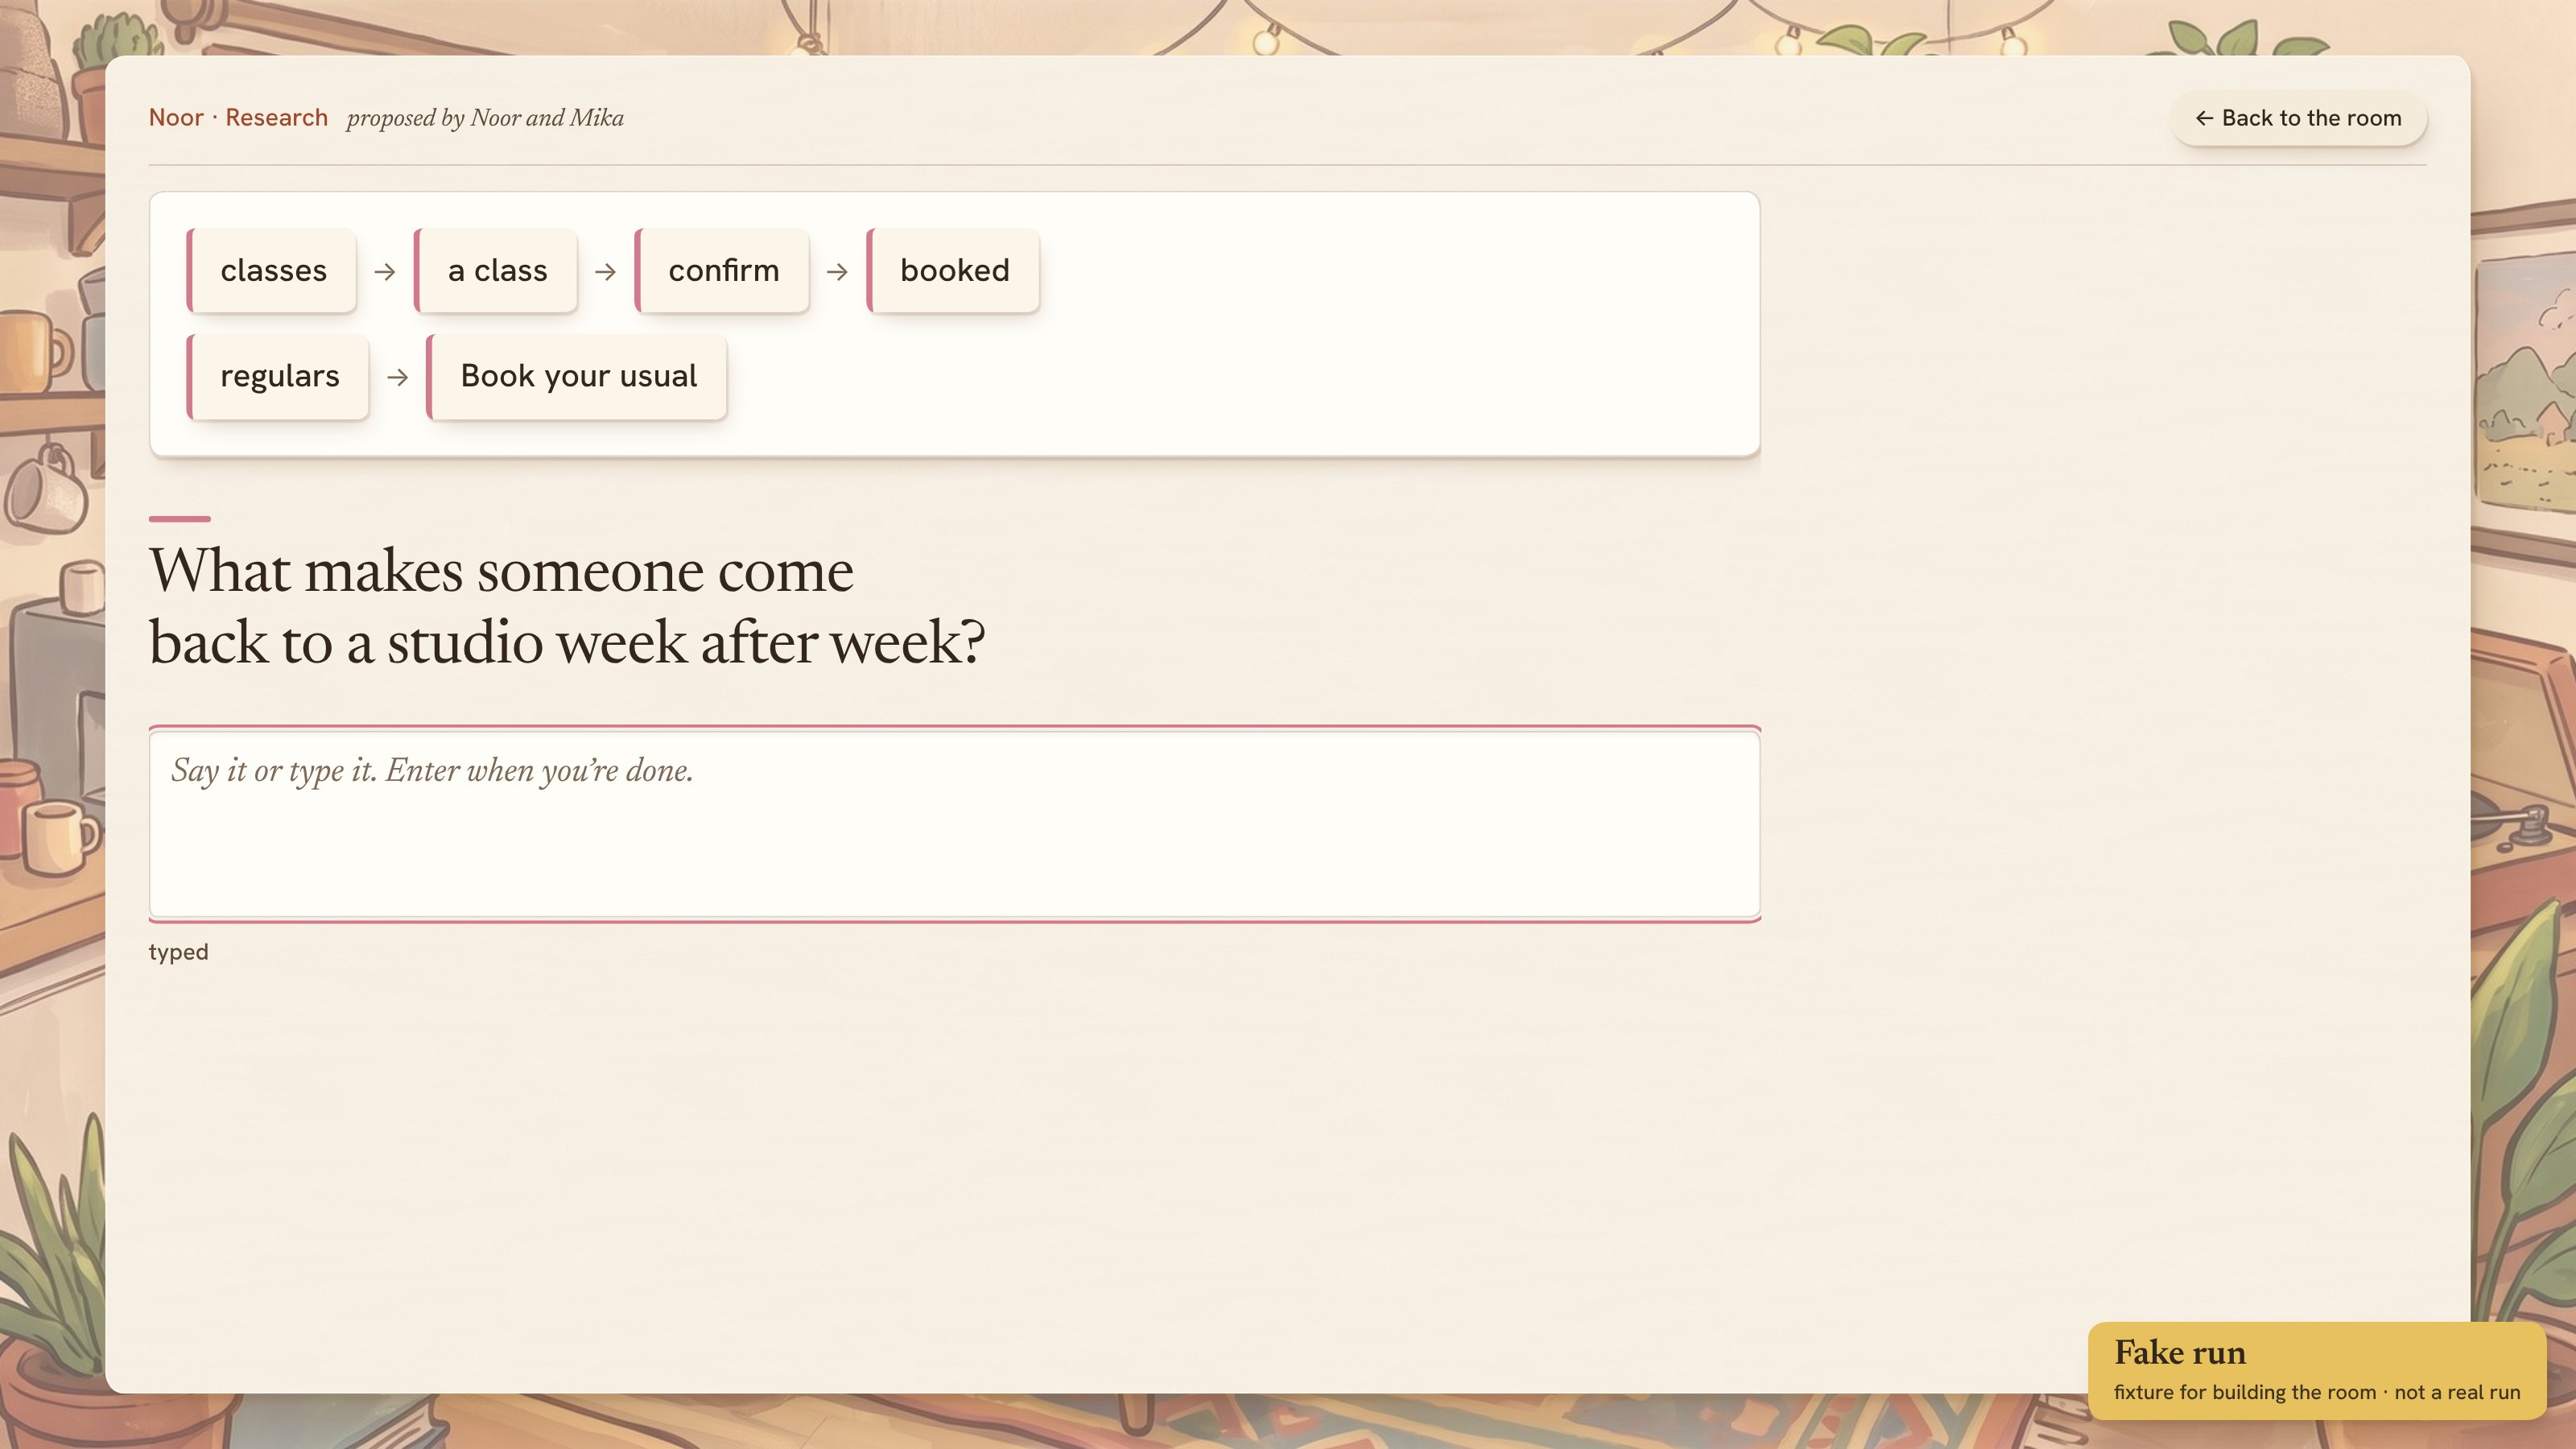 Noor · Research proposed by Noor and Mika
← Back to the room
classes → a class → confirm → booked
regulars → Book your usual
What makes someone come
back to a studio week after week?
Say it or type it. Enter when you’re done.
typed
Fake run
fixture for building the room · not a real run